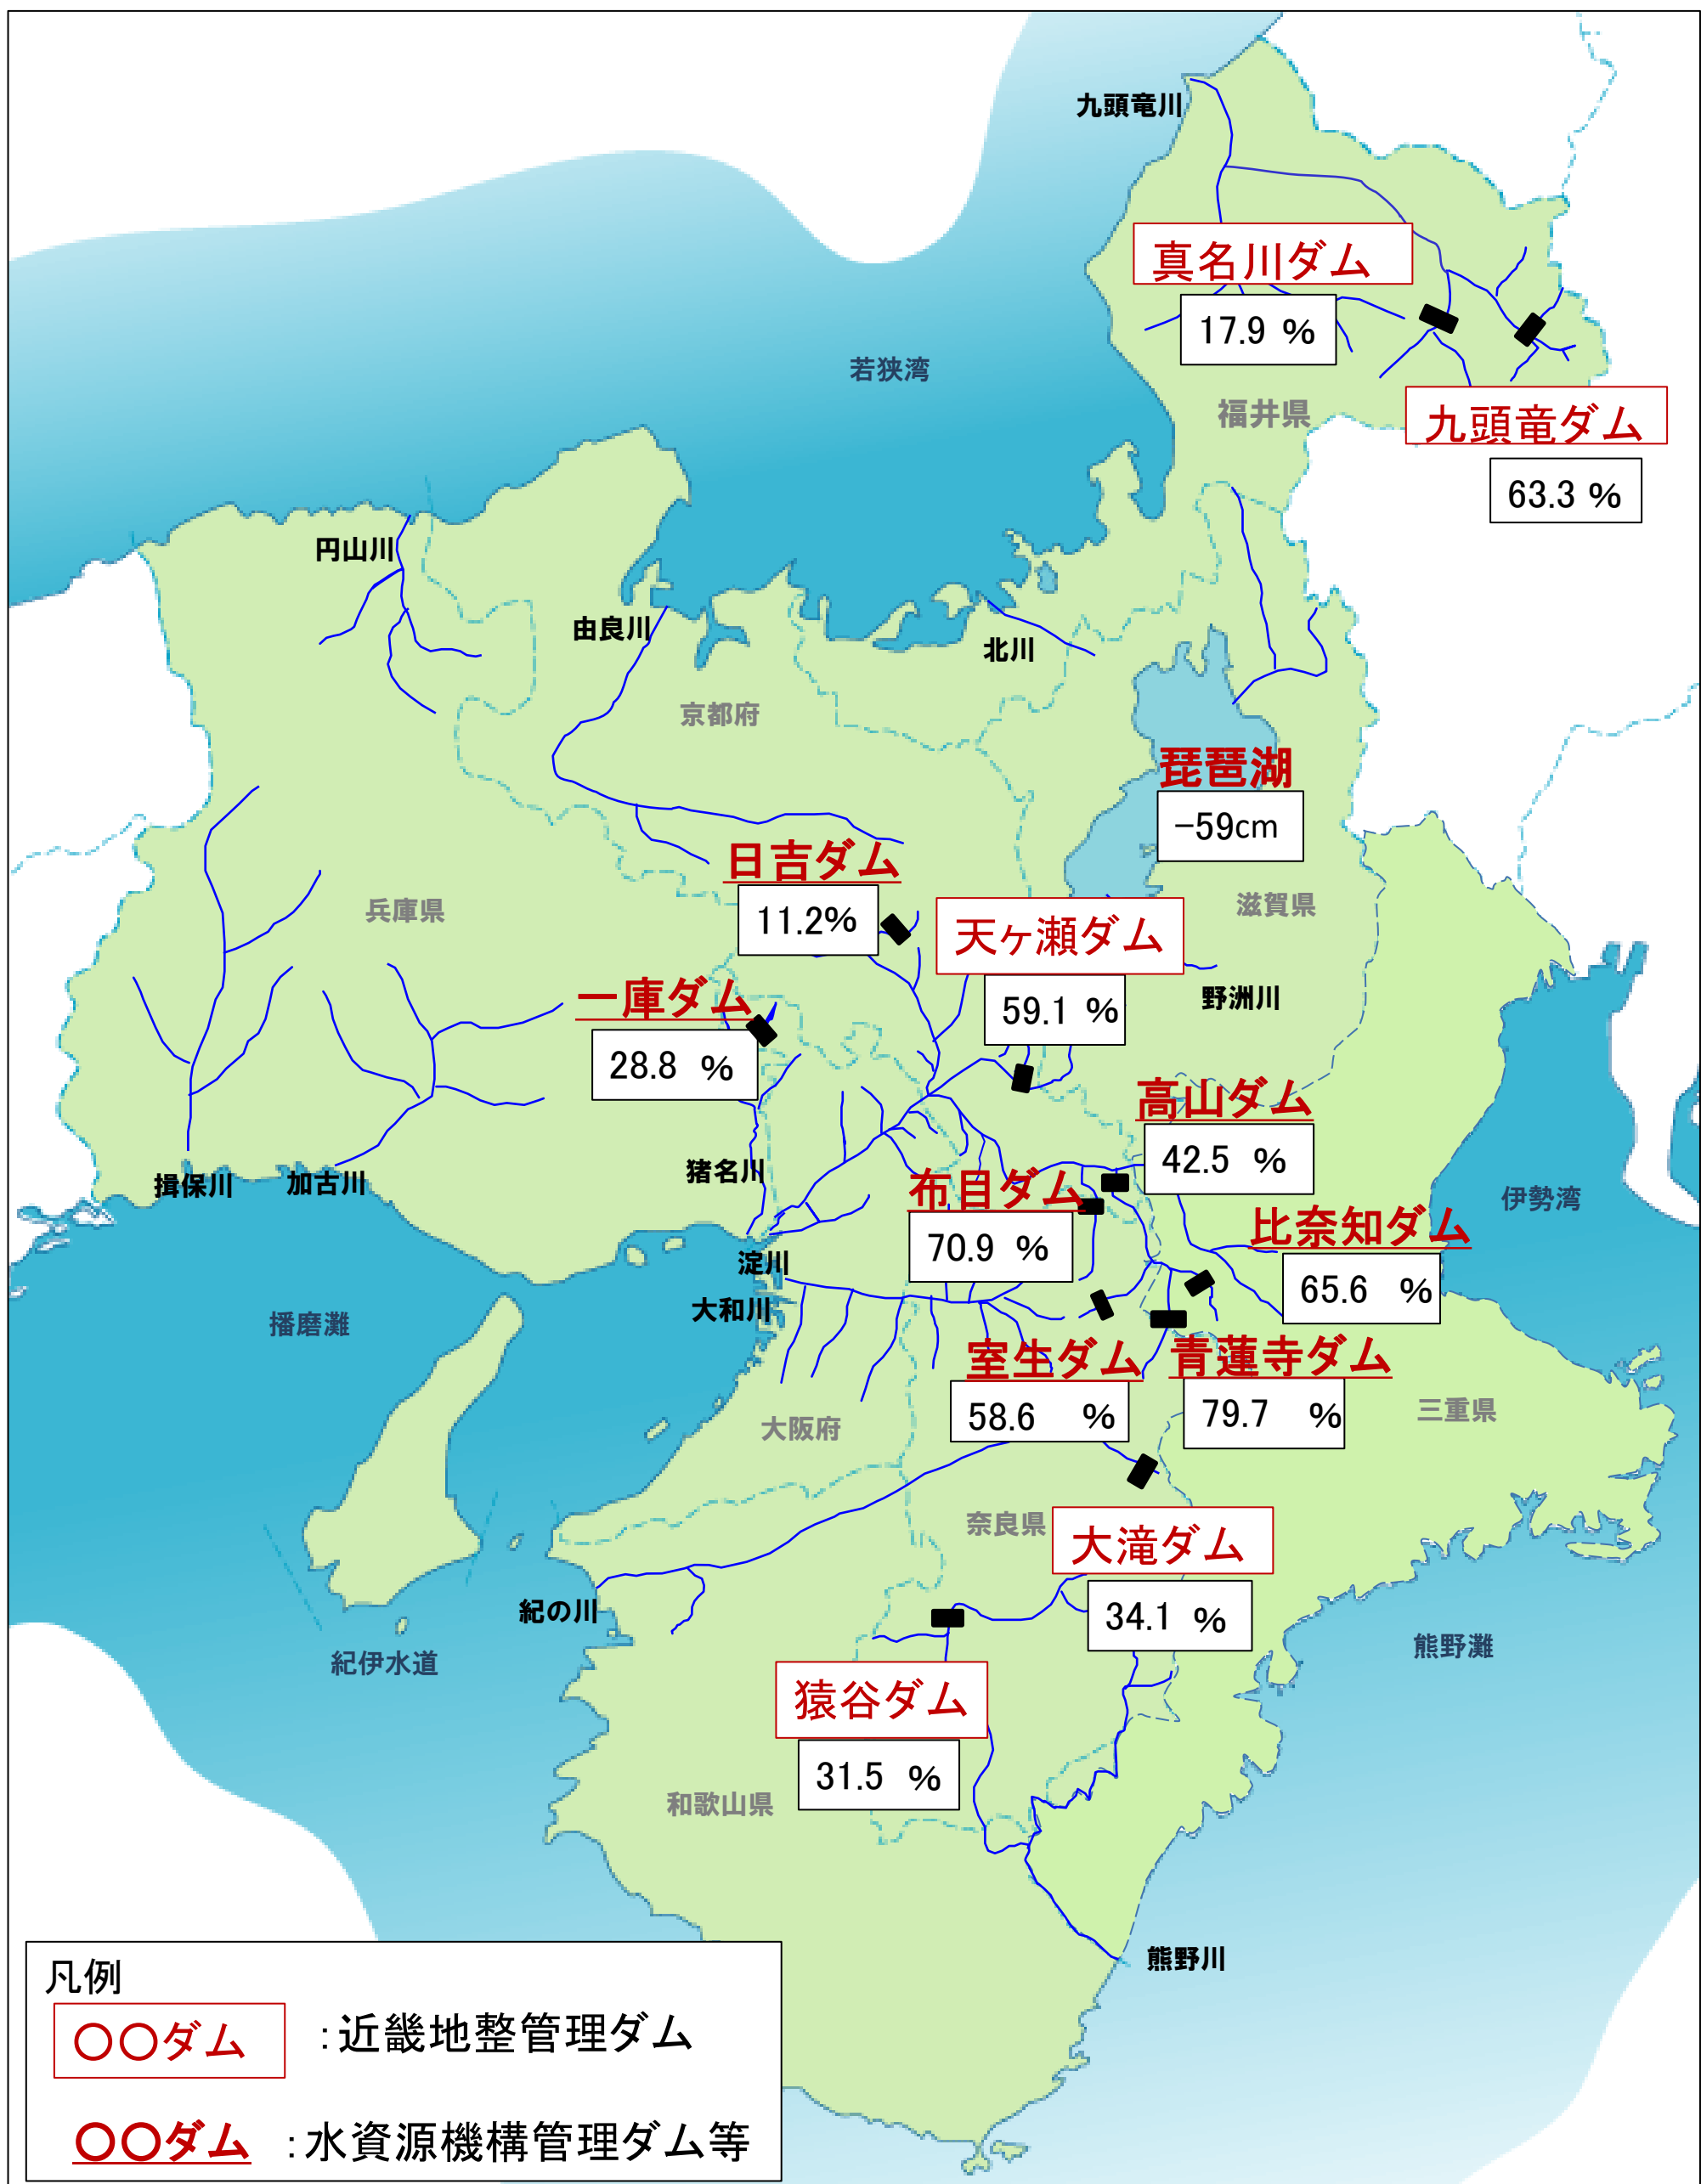 九頭竜川
真名川ダム
17.9 %
若狭湾
福井県
九頭竜ダム
63.3 %
円山川
由良川
北川
京都府
琵琶湖
−59cm
日吉ダム
11.2%
兵庫県
天ヶ瀬ダム
59.1 %
滋賀県
野洲川
一庫ダム
28.8 %
高山ダム
42.5 %
猪名川
揖保川
加古川
布目ダム
70.9 %
伊勢湾
比奈知ダム
65.6 %
淀川
大和川
播磨灘
室生ダム
58.6 %
青蓮寺ダム
79.7 %
三重県
大阪府
奈良県
大滝ダム
34.1 %
紀の川
紀伊水道
熊野灘
猿谷ダム
31.5 %
和歌山県
熊野川
凡例
〇〇ダム :近畿地整管理ダム
〇〇ダム :水資源機構管理ダム等